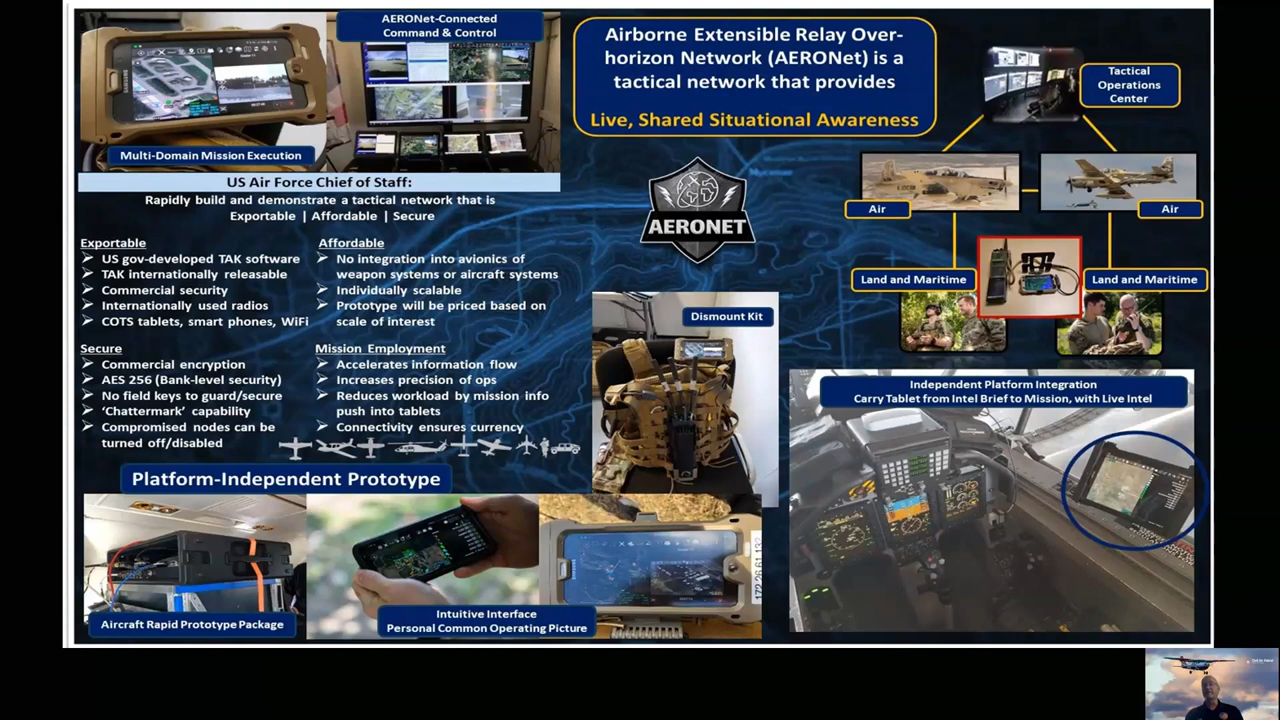 AERONet-Connected
Command & Control
Multi-Domain Mission Execution
US Air Force Chief of Staff:
Rapidly build and demonstrate a tactical network that is
Exportable | Affordable | Secure
Exportable
➢ US gov-developed TAK software
➢ TAK internationally releasable
➢ Commercial security
➢ Internationally used radios
➢ COTS tablets, smart phones, WiFi
Affordable
➢ No integration into avionics of
weapon systems or aircraft systems
➢ Individually scalable
➢ Prototype will be priced based on
scale of interest
Secure
➢ Commercial encryption
➢ AES 256 (Bank-level security)
➢ No field keys to guard/secure
➢ ‘Chattermark’ capability
➢ Compromised nodes can be
turned off/disabled
Mission Employment
➢ Accelerates information flow
➢ Increases precision of ops
➢ Reduces workload by mission info
push into tablets
➢ Connectivity ensures currency
Platform-Independent Prototype
Aircraft Rapid Prototype Package
Intuitive Interface
Personal Common Operating Picture
172.26.61.132
Airborne Extensible Relay Over-
horizon Network (AERONet) is a
tactical network that provides
Live, Shared Situational Awareness
AERONET
Dismount Kit
Tactical
Operations
Center
Air
Air
Land and Maritime
Land and Maritime
Independent Platform Integration
Carry Tablet from Intel Brief to Mission, with Live Intel